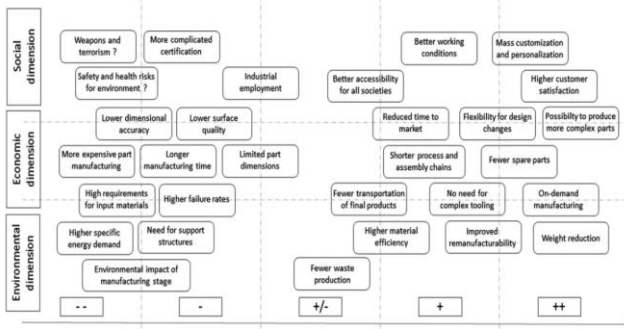 Social
dimension
Weapons and
terrorism ?
More complicated
certification
Better working
conditions
Mass customization
and personalization
Safety and health risks
for environment ?
Industrial
employment
Better accessibility
for all societies
Higher customer
satisfaction
Economic
dimension
Lower dimensional
accuracy
Lower surface
quality
Reduced time to
market
Flexibility for design
changes
Possibilty to produce
more complex parts
More expensive part
manufacturing
Longer
manufacturing time
Limited part
dimensions
Shorter process and
assembly chains
Fewer spare parts
High requirements
for input materials
Higher failure rates
Fewer transportation
of final products
No need for
complex tooling
On-demand
manufacturing
Environmental
dimension
Higher specific
energy demand
Need for support
structures
Higher material
efficiency
Improved
remanufacturability
Weight reduction
Environmental impact of
manufacturing stage
Fewer waste
production
- -
-
+/-
+
++